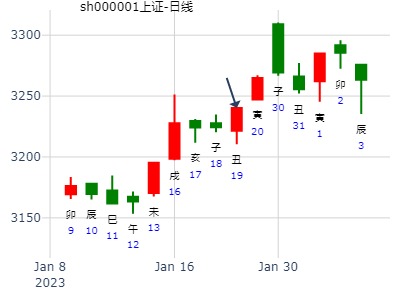 sh000001上证-日线
3300
3250
3200
3150
卯
9
辰
10
巳
11
午
12
未
13
戌
16
亥
17
子
18
丑
19
寅
20
子
30
丑
31
寅
1
卯
2
辰
3
Jan 8
2023
Jan 16
Jan 30